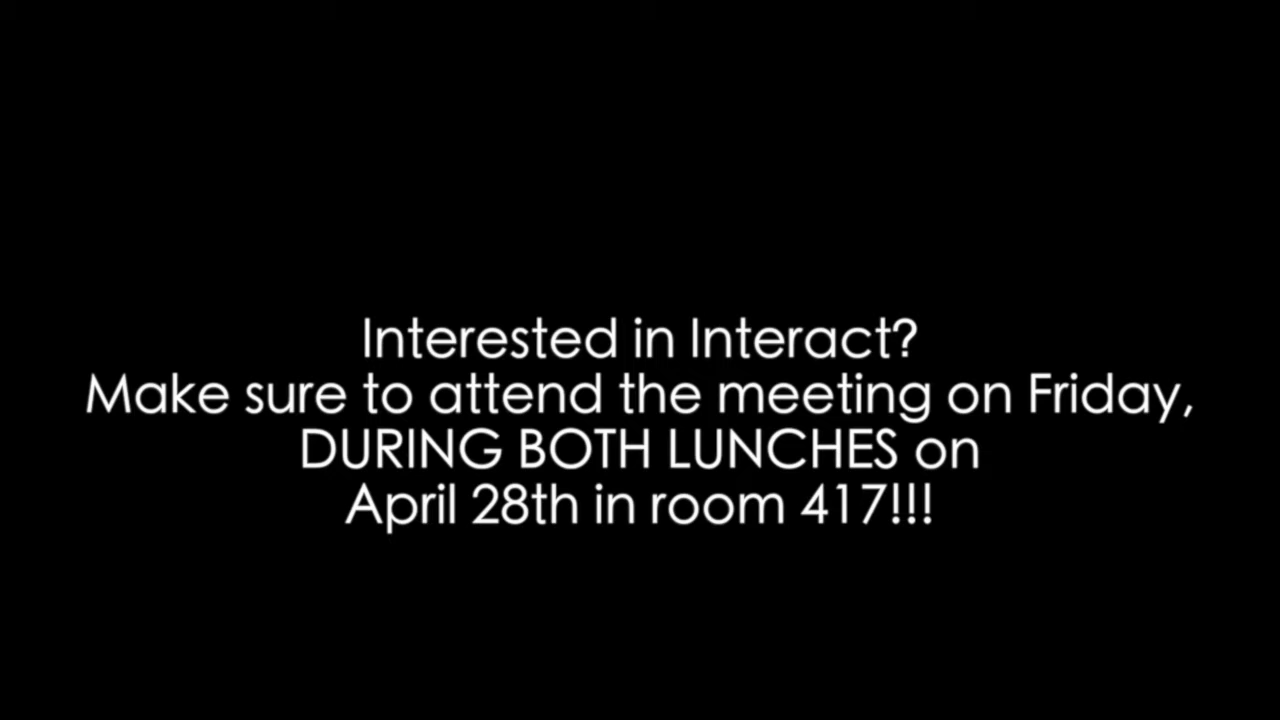 Interested in Interact?
Make sure to attend the meeting on Friday,
DURING BOTH LUNCHES on
April 28th in room 417!!!